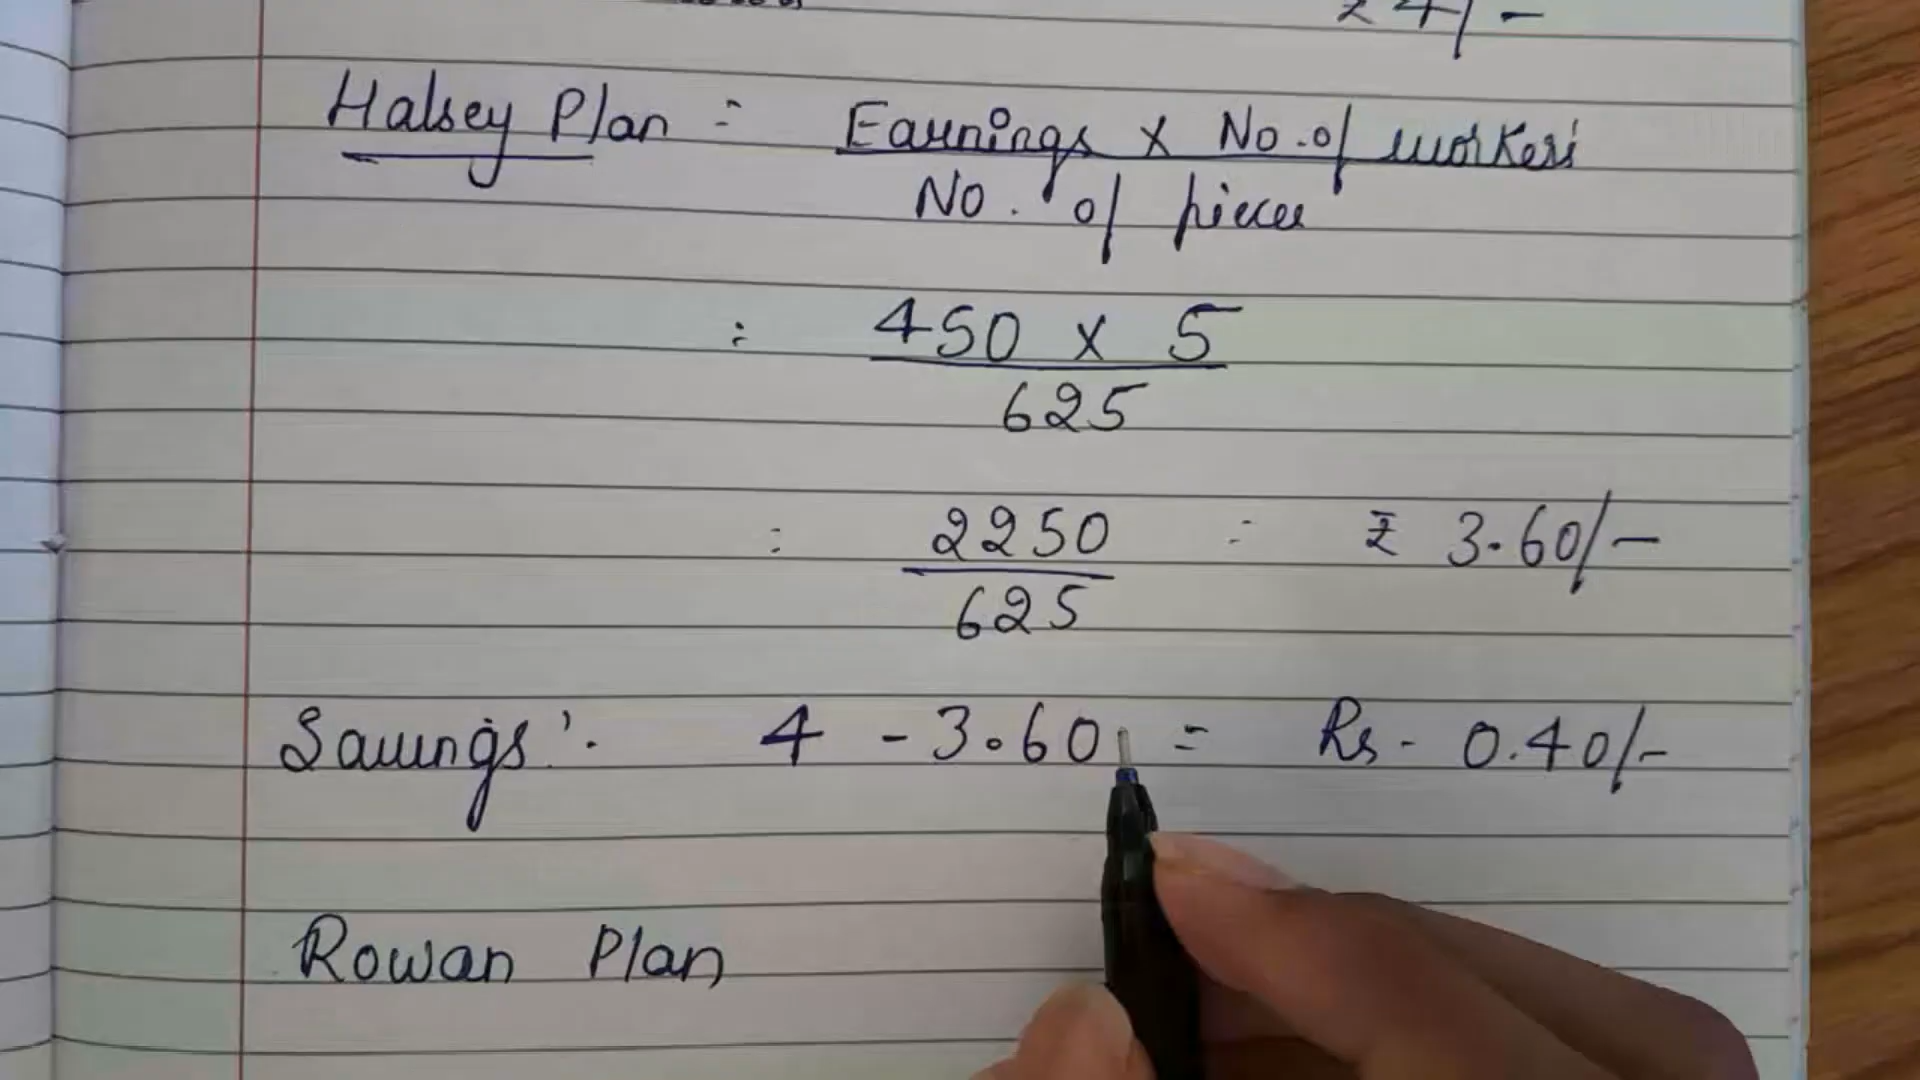 ₹ 4/-
Halsey Plan = Earnings x No. of workers
No. of pieces
= 450 x 5
625
= 2250 = ₹ 3.60/-
625
Savings :- 4 - 3.60 = Rs - 0.40/-
Rowan Plan